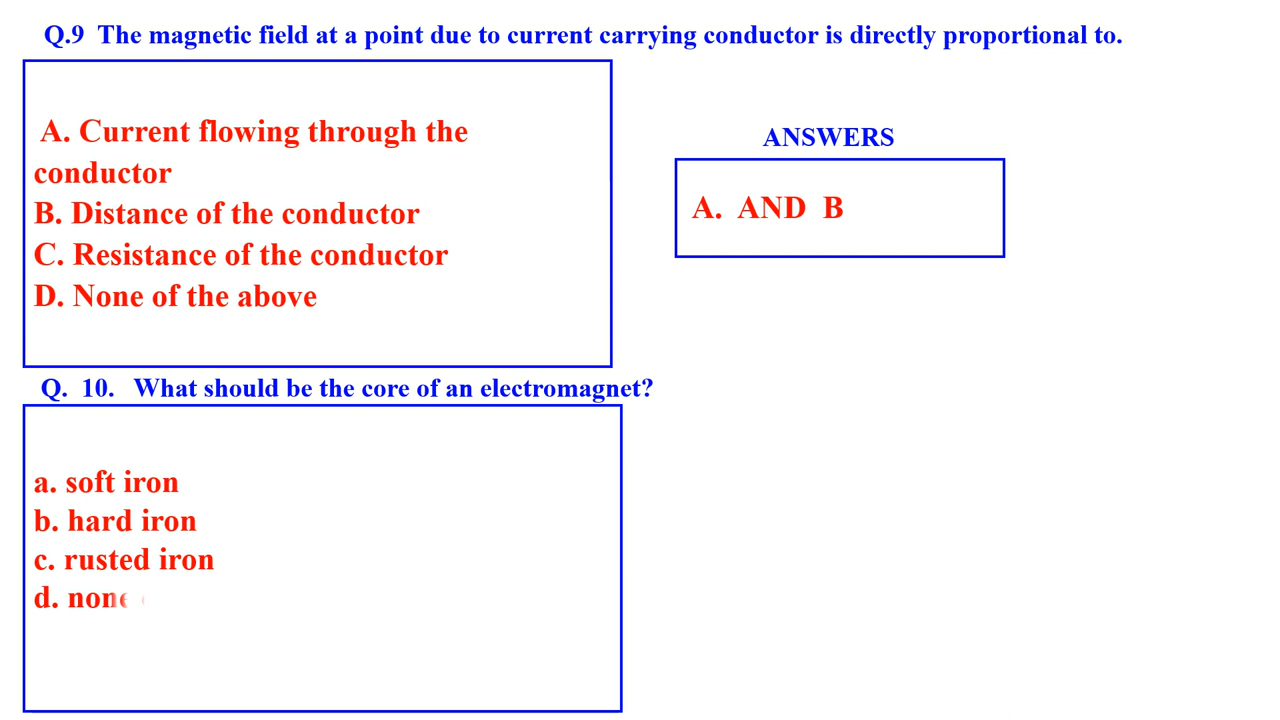 Q.9 The magnetic field at a point due to current carrying conductor is directly proportional to.
A. Current flowing through the
conductor
B. Distance of the conductor
C. Resistance of the conductor
D. None of the above
ANSWERS
A. AND B
Q. 10. What should be the core of an electromagnet?
a. soft iron
b. hard iron
c. rusted iron
d. none